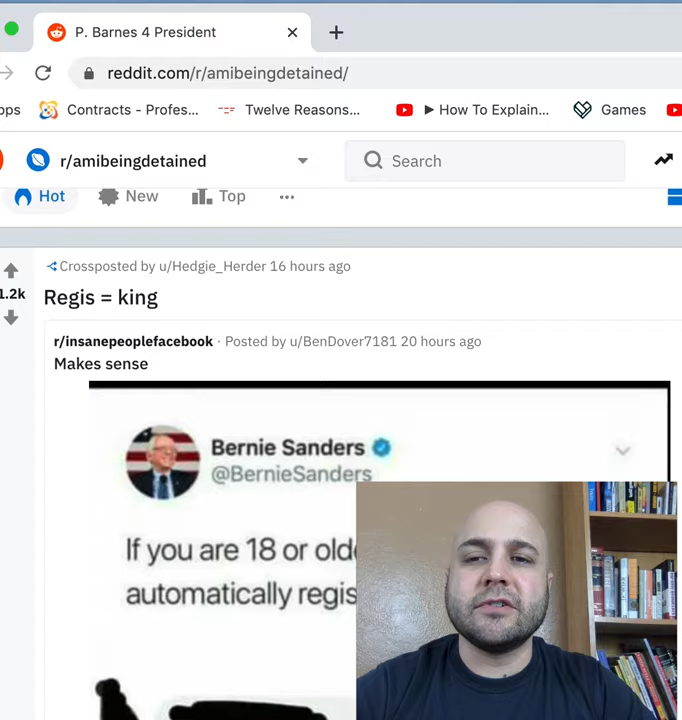 P. Barnes 4 President
reddit.com/r/amibeingdetained/
pps Contracts - Profes... Twelve Reasons... ▶ How To Explain... Games
r/amibeingdetained Search
Hot New Top ...
Crossposted by u/Hedgie_Herder 16 hours ago
1.2k
Regis = king
r/insanepeoplefacebook · Posted by u/BenDover7181 20 hours ago
Makes sense
Bernie Sanders
@BernieSanders
If you are 18 or olde
automatically regis